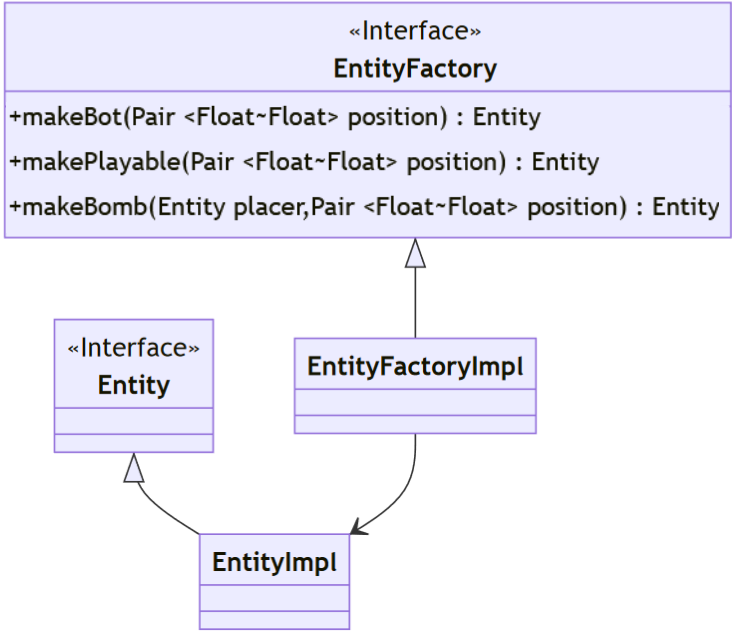 «Interface»
EntityFactory
+makeBot(Pair <Float~Float> position) : Entity
+makePlayable(Pair <Float~Float> position) : Entity
+makeBomb(Entity placer,Pair <Float~Float> position) : Entity
«Interface»
Entity
EntityFactoryImpl
EntityImpl